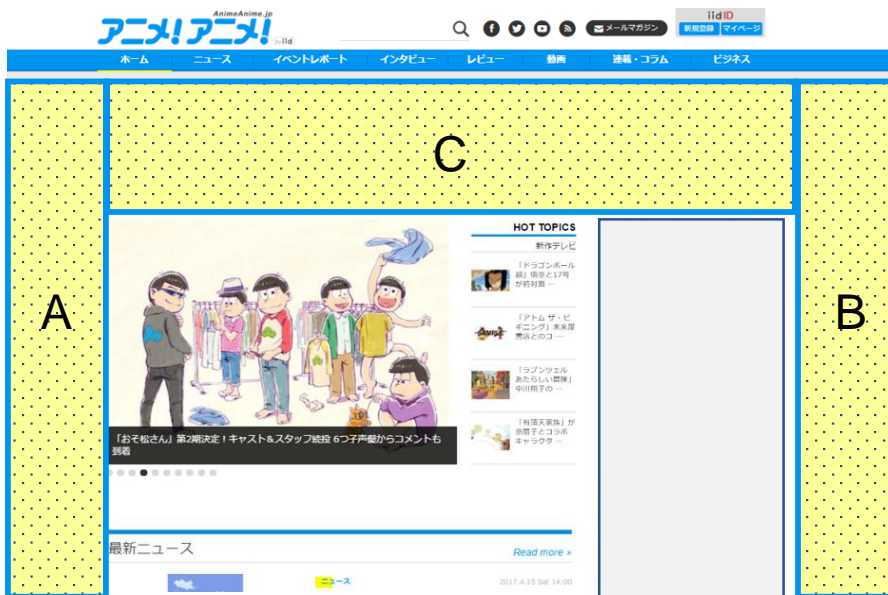 AnimeAnime.jp
アニメ!アニメ!
by iid
メールマガジン
iid ID
新規登録 マイページ
ホーム ニュース イベントレポート インタビュー レビュー 動画 連載・コラム ビジネス
C
A
B
HOT TOPICS
新作テレビ
「ドラゴンボール
超」悟空と17号
が初対面 …
「アトム ザ・ビ
ギニング」未来屋
書店とのコ …
「ラプンツェル
あたらしい冒険」
中川翔子の …
「有頂天家族」が
京扇子とコラボ
キャラクタ …
「おそ松さん」第2期決定!キャスト&スタッフ続投 6つ子声優からコメントも
到着
最新ニュース
Read more »
ニュース
2017.4.15 Sat 14:00